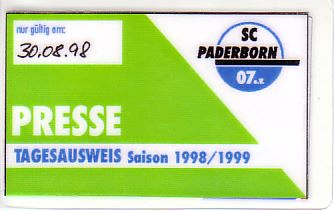 nur gültig am:
30.08.98
SC
PADERBORN
07 e.V.
PRESSE
TAGESAUSWEIS Saison 1998/1999